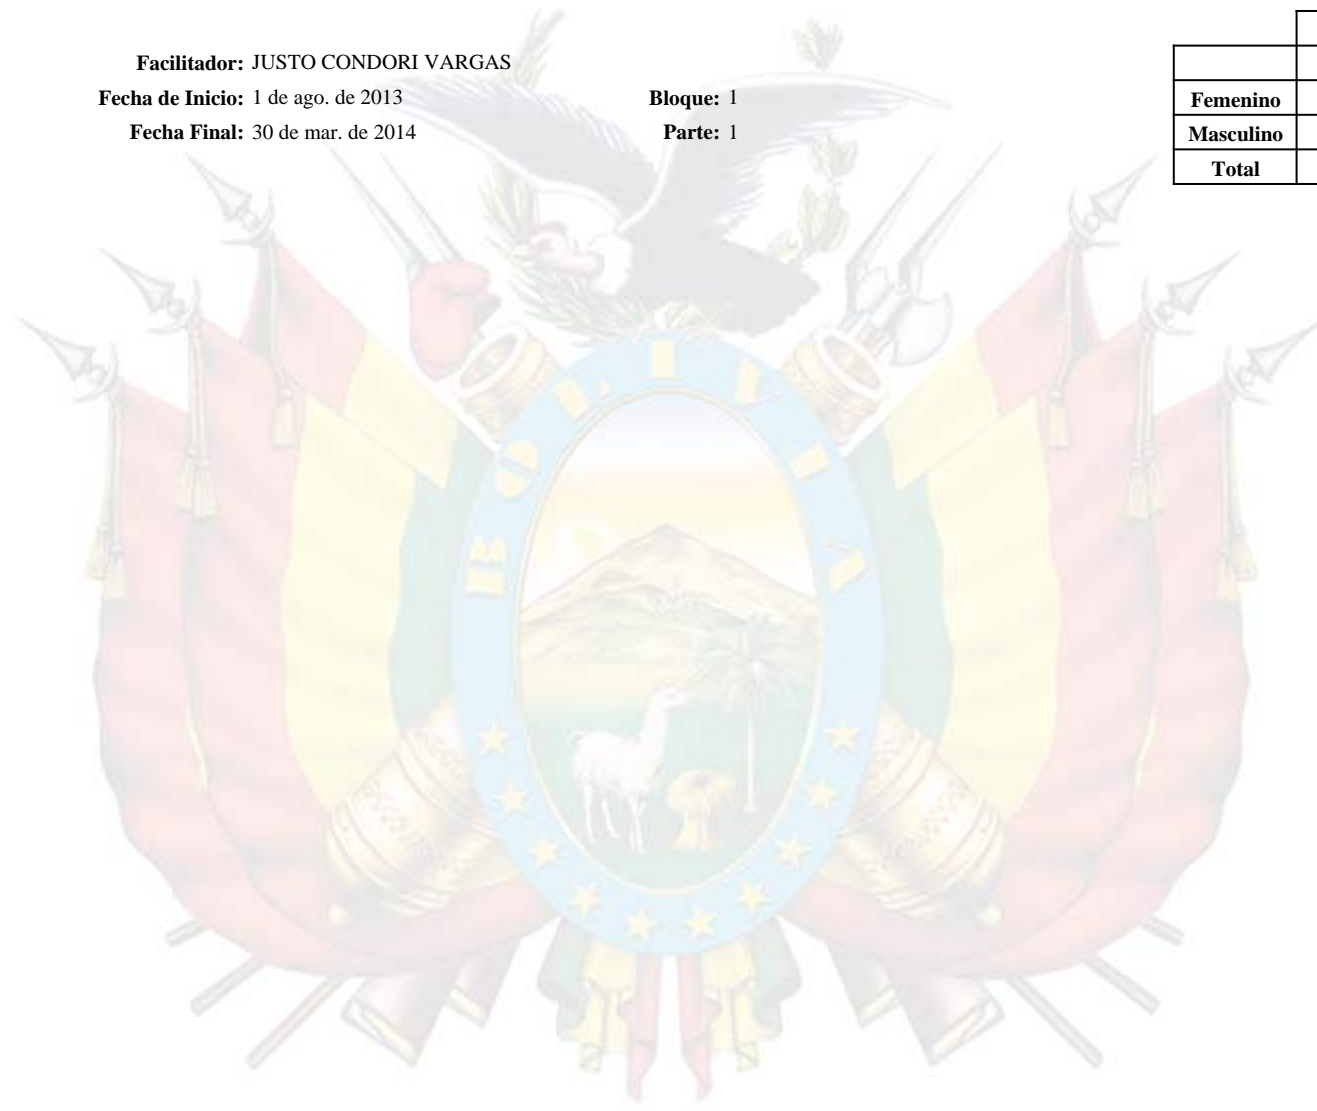 Facilitador: JUSTO CONDORI VARGAS
Fecha de Inicio: 1 de ago. de 2013 Bloque: 1
Fecha Final: 30 de mar. de 2014 Parte: 1
Femenino
Masculino
Total
BOLIVIA